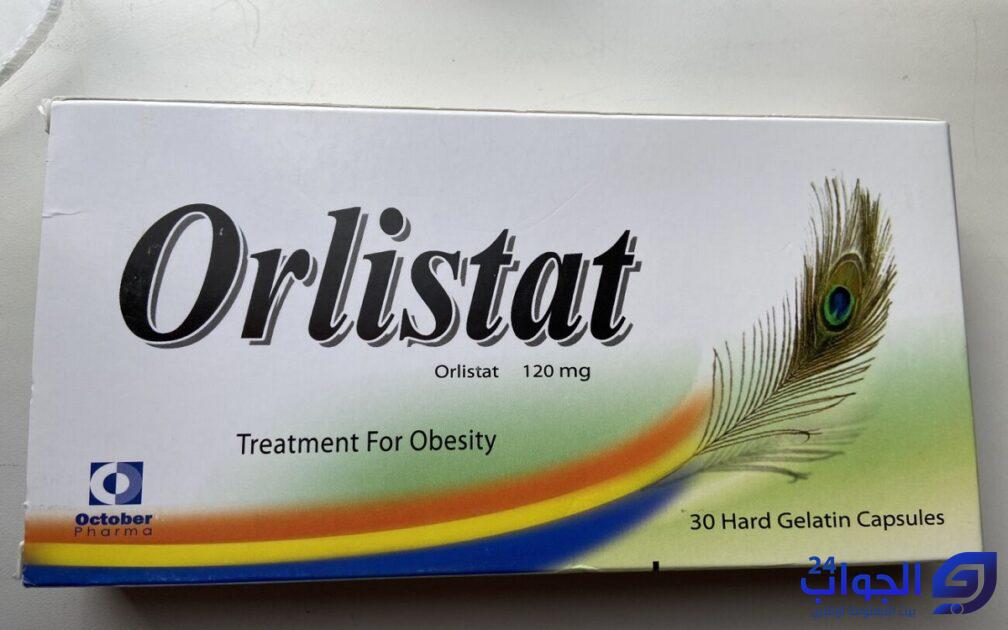 Orlistat
Orlistat 120 mg
Treatment For Obesity
October
Pharma
30 Hard Gelatin Capsules
الجواب 24